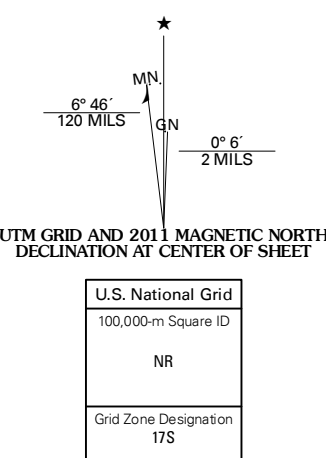 ★
M.N.
6° 46´
120 MILS
GN
0° 6´
2 MILS
UTM GRID AND 2011 MAGNETIC NORTH
DECLINATION AT CENTER OF SHEET
U.S. National Grid
100,000-m Square ID
NR
Grid Zone Designation
17S